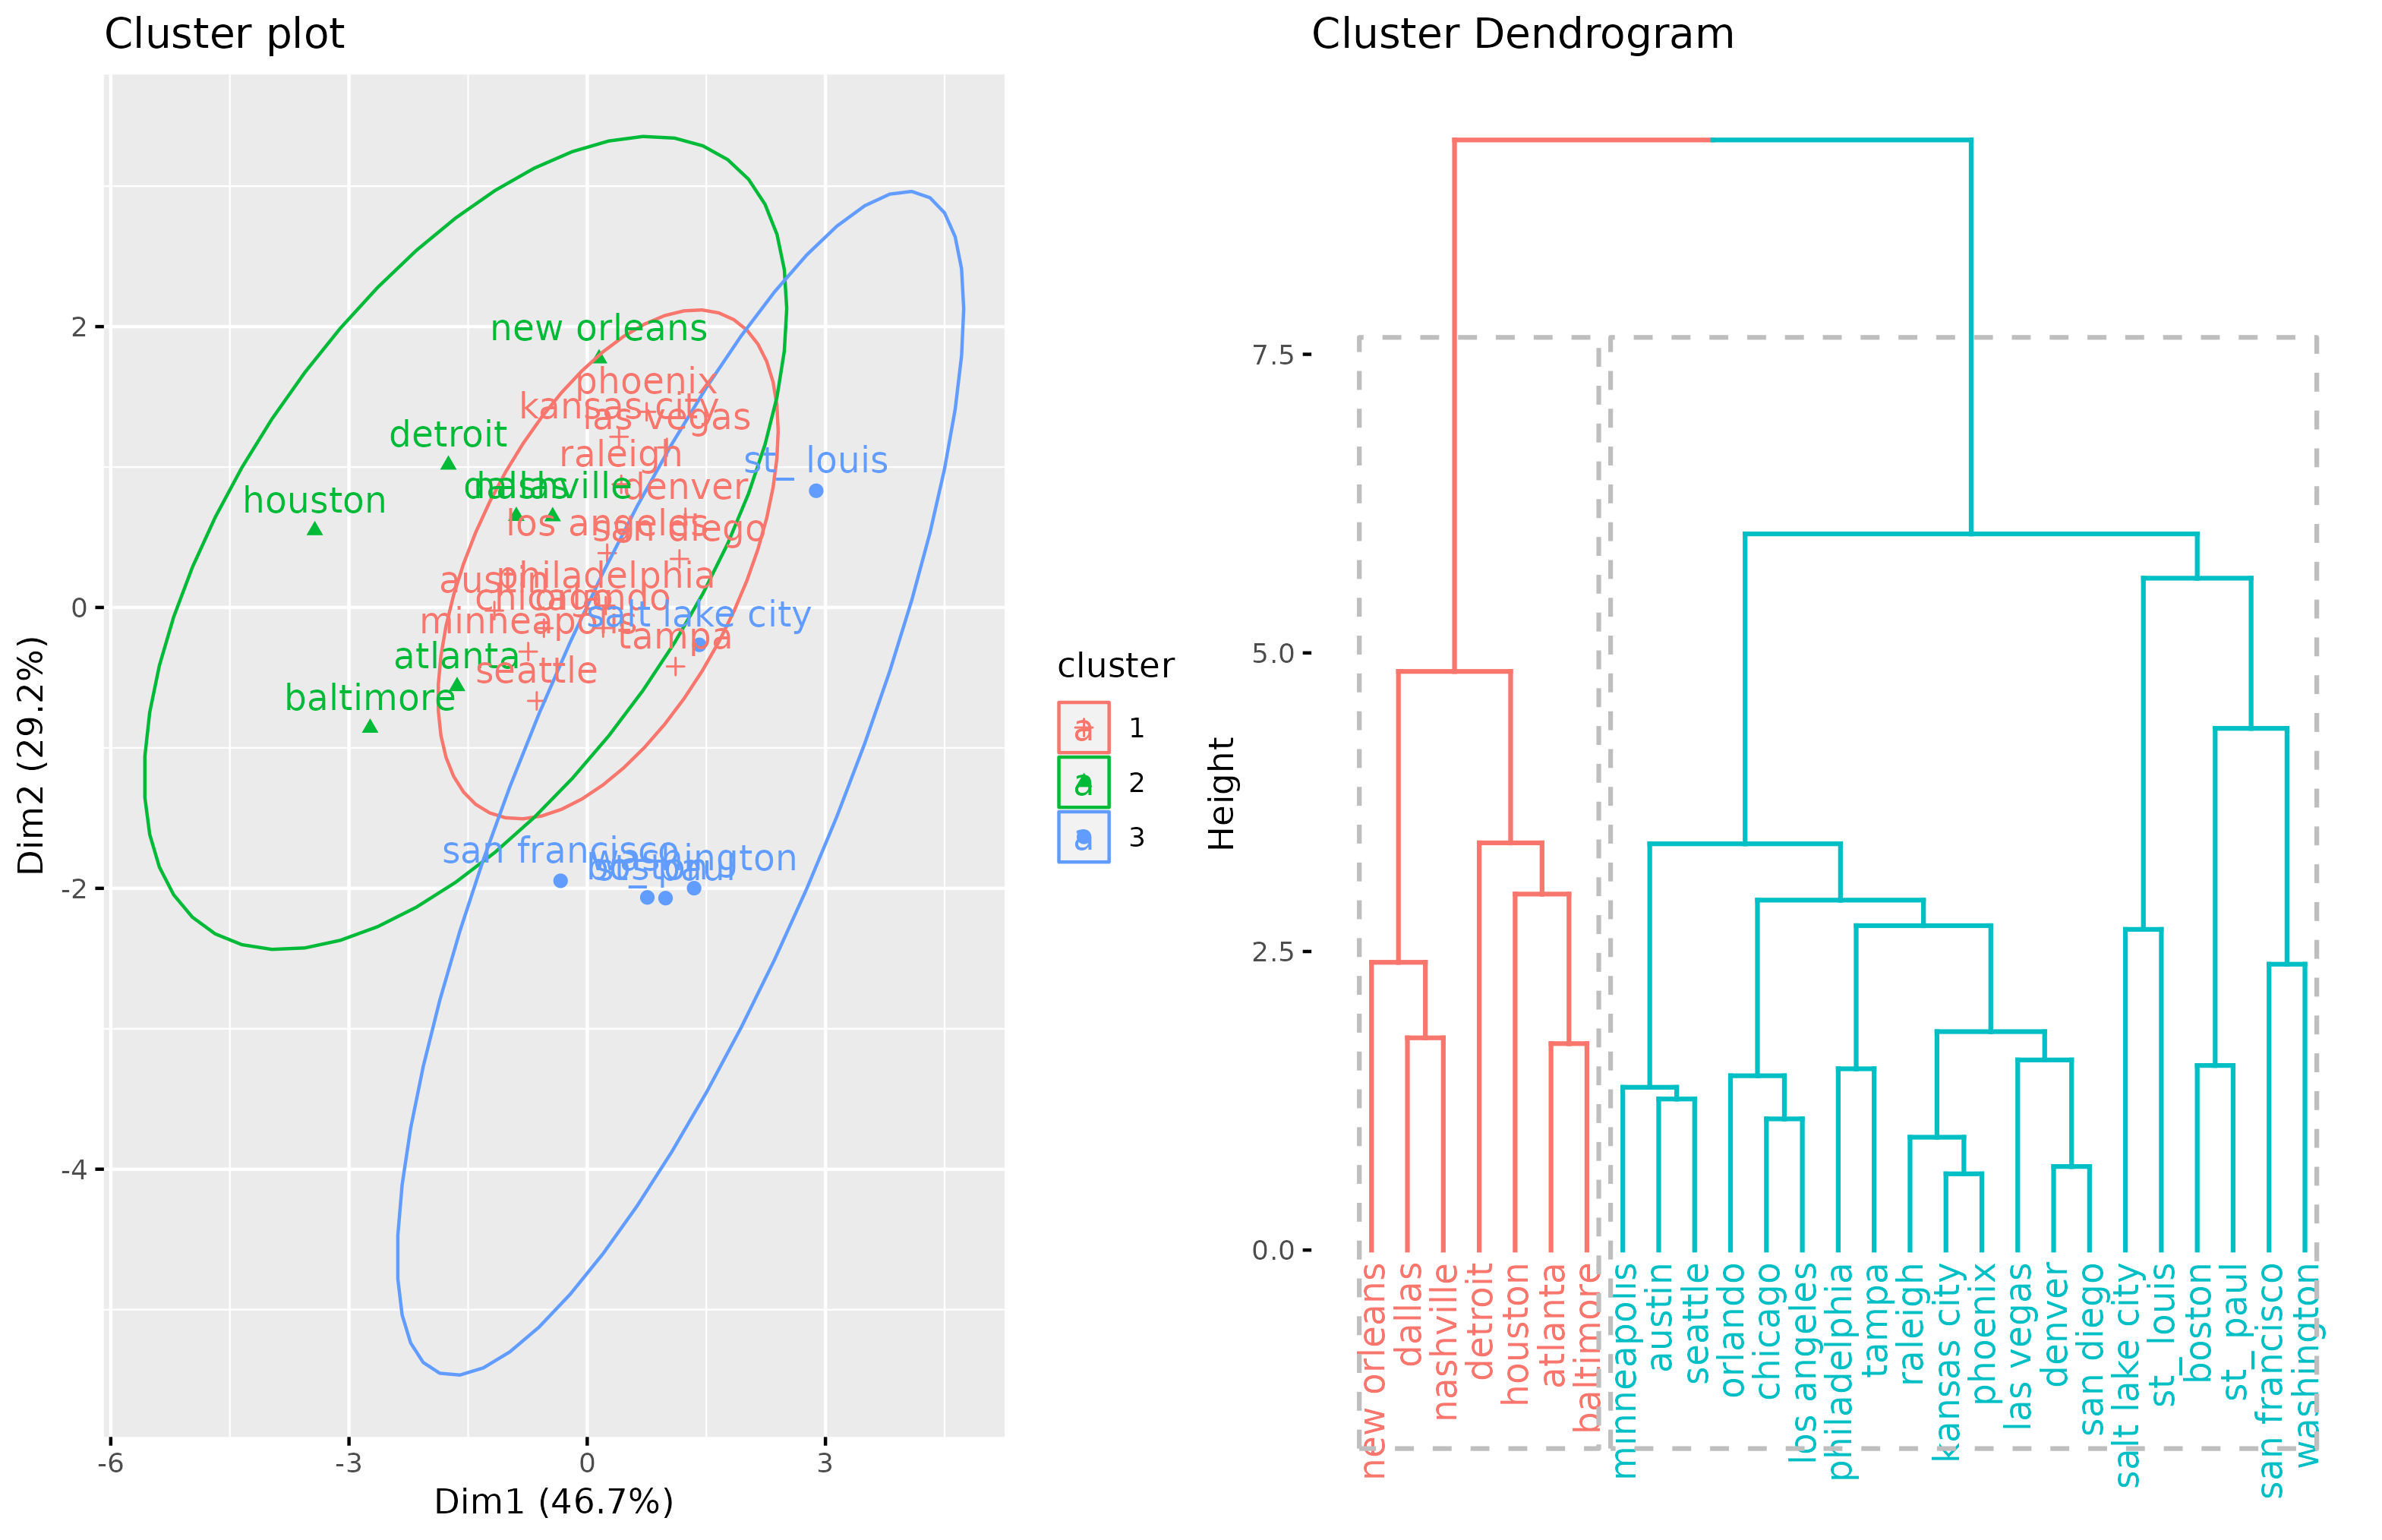 Cluster plot
new orleans
phoenix
kansas city
las vegas
detroit
raleigh
st_louis
dallas
nashville
denver
houston
los angeles
san diego
austin
philadelphia
chicago
orlando
salt lake city
minneapolis
tampa
atlanta
seattle
baltimore
san francisco
washington
boston
st_paul
2
0
-2
-4
-6
-3
0
3
Dim1 (46.7%)
Dim2 (29.2%)
cluster
a 1
a 2
a 3
Cluster Dendrogram
Height
7.5
5.0
2.5
0.0
new orleans
dallas
nashville
detroit
houston
atlanta
baltimore
minneapolis
austin
seattle
orlando
chicago
los angeles
philadelphia
tampa
raleigh
kansas city
phoenix
las vegas
denver
san diego
salt lake city
st_louis
boston
st_paul
san francisco
washington